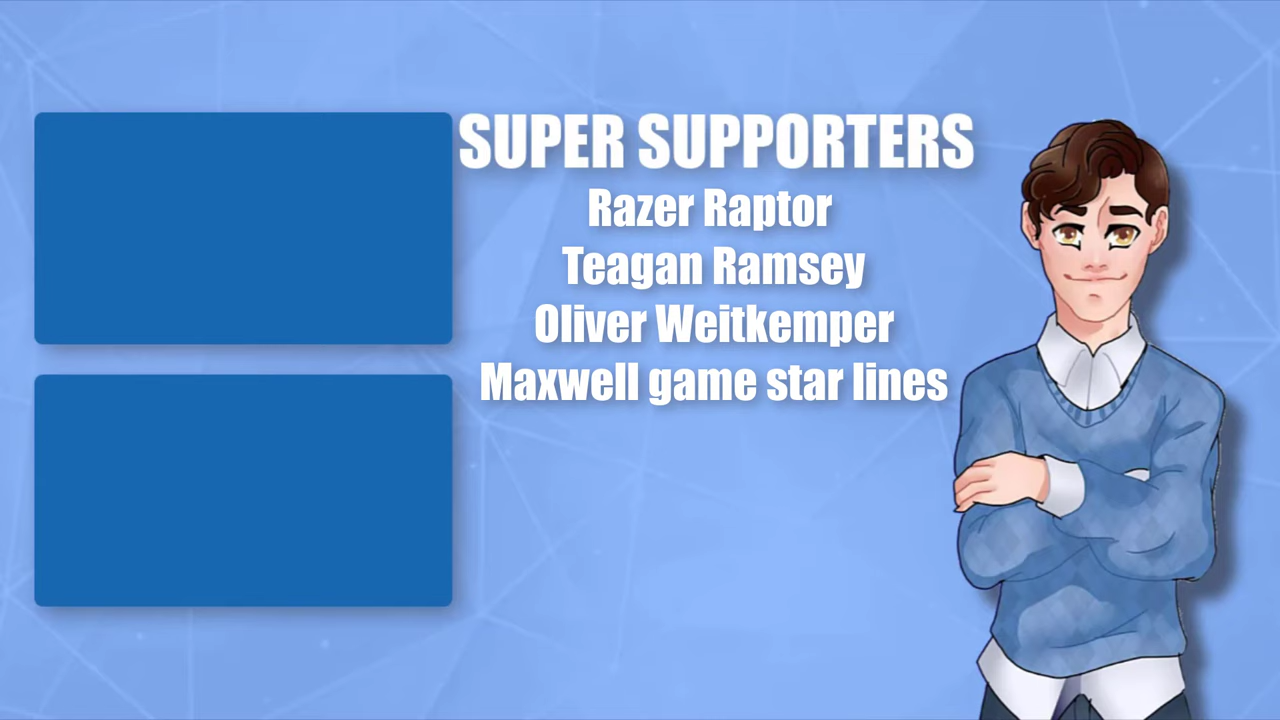 SUPER SUPPORTERS
Razer Raptor
Teagan Ramsey
Oliver Weitkemper
Maxwell game star lines